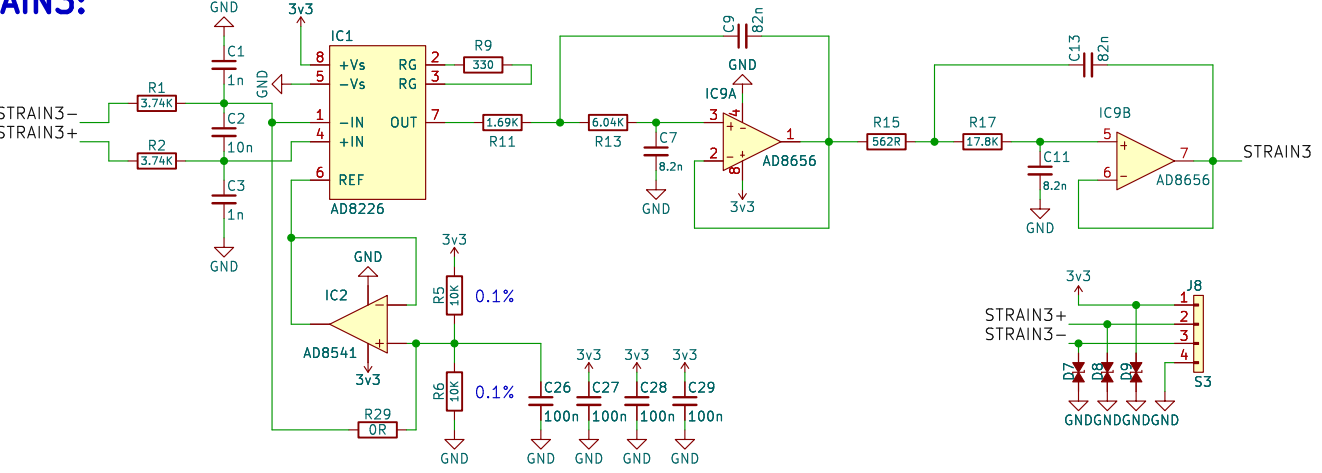 AIN3:
GND
C1
1n
C2
10n
C3
1n
GND
STRAIN3-
STRAIN3+
R1
3.74K
R2
3.74K
3v3
IC1
GND
8 +Vs
5 -Vs
1 -IN
4 +IN
6 REF
RG 2
RG 3
OUT 7
AD8226
R9
330
1.69K
R11
6.04K
R13
C7
8.2n
GND
C9
82n
GND
IC9A
3 +
2 -
4
8
1
AD8656
3v3
R15
562R
R17
17.8K
C11
8.2n
GND
C13
82n
IC9B
5 +
6 -
7
AD8656
STRAIN3
GND
IC2
-
+
AD8541
3v3
3v3
R5
10K
0.1%
R6
10K
0.1%
GND
R29
0R
C26
100n
GND
3v3
C27
100n
GND
3v3
C28
100n
GND
3v3
C29
100n
GND
3v3
STRAIN3+
STRAIN3-
J8
1
2
3
4
S3
D7
D8
D9
GND
GND
GND
GND